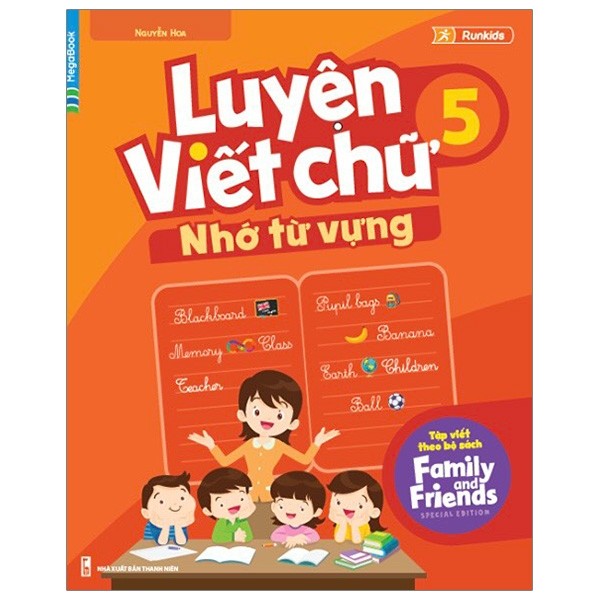 MegaBook
NGUYỄN HOA
Runkids
Luyện
Viết chữ 5
Nhớ từ vựng
Blackboard
Memory Class
Teacher
Pupil bags
Banana
Earth Children
Ball
Tập viết
theo bộ sách
Family
and
Friends
SPECIAL EDITION
NHÀ XUẤT BẢN THANH NIÊN